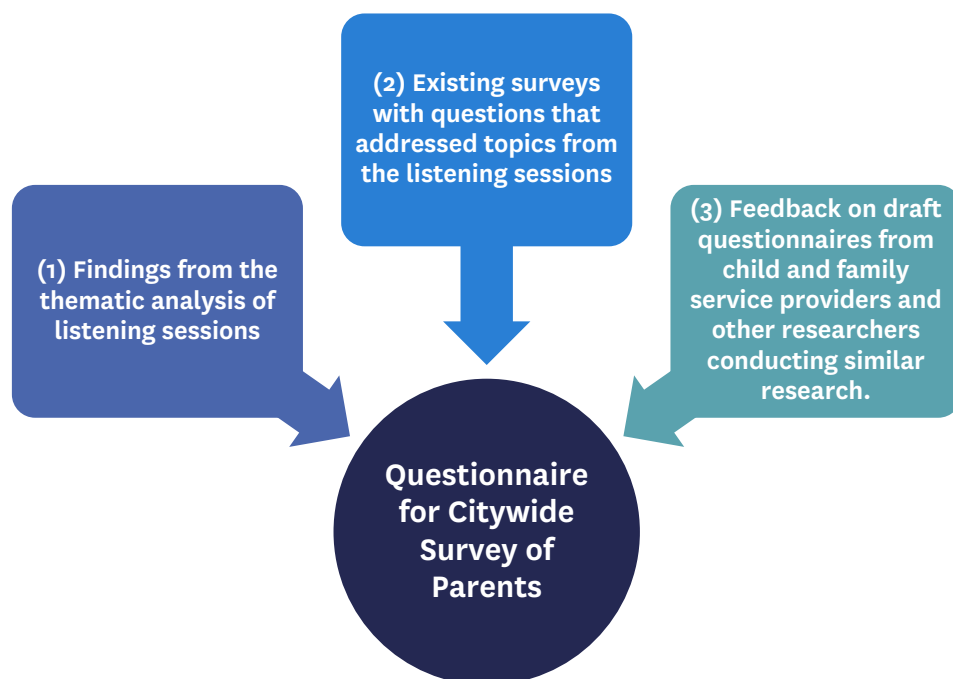 (1) Findings from the
thematic analysis of
listening sessions
(2) Existing surveys
with questions that
addressed topics from
the listening sessions
(3) Feedback on draft
questionnaires from
child and family
service providers and
other researchers
conducting similar
research.
Questionnaire
for Citywide
Survey of
Parents